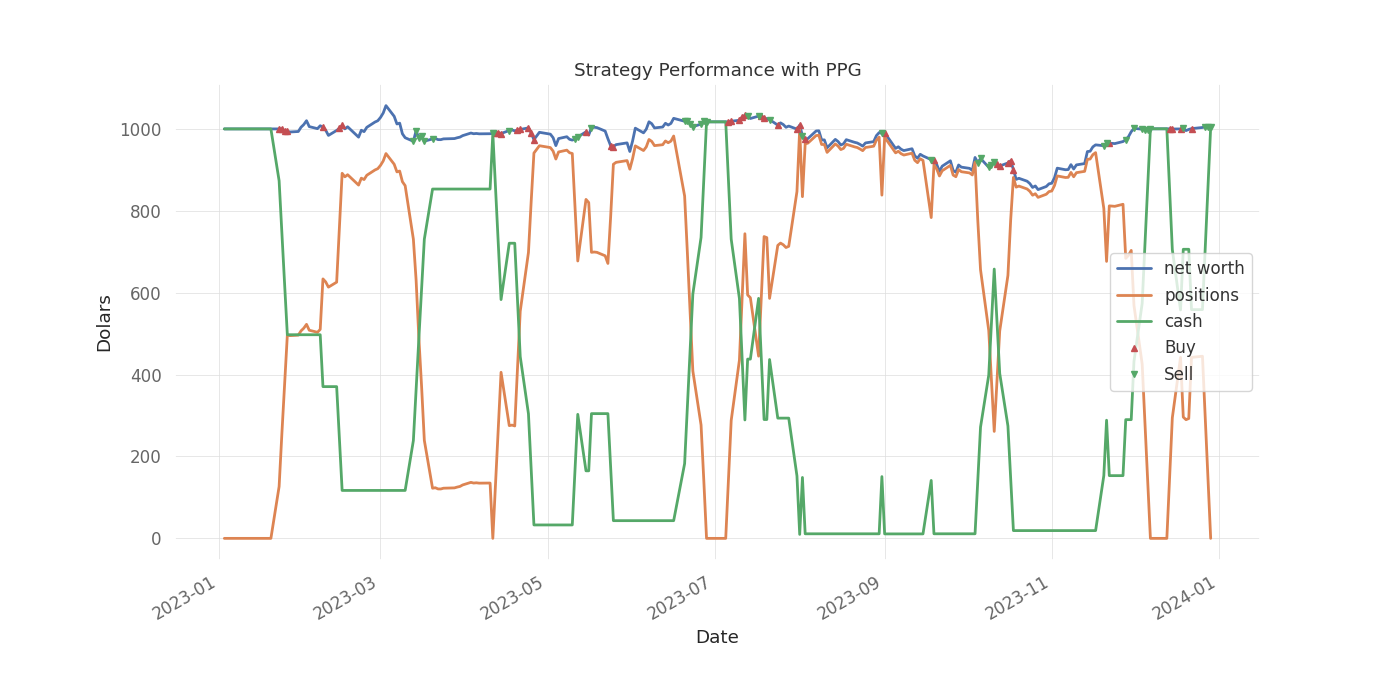 Strategy Performance with PPG
Dolars
1000
800
600
400
200
0
net worth
positions
cash
Buy
Sell
2023-01
2023-03
2023-05
2023-07
2023-09
2023-11
2024-01
Date